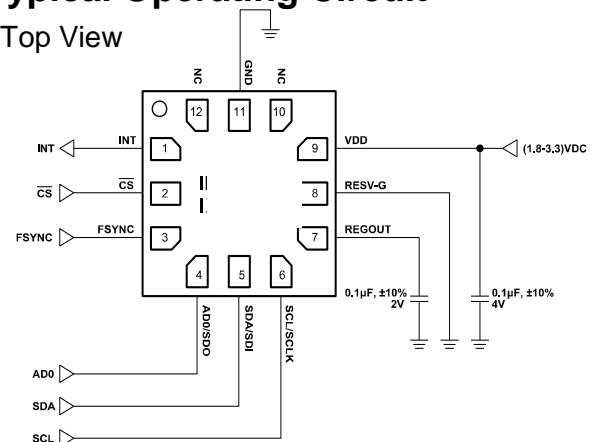 Typical Operating Circuit
Top View
GND
NC
NC
12
11
10
INT
INT
1
9
VDD
(1.8-3.3)VDC
CS
CS
2
8
RESV-G
FSYNC
FSYNC
3
7
REGOUT
4
5
6
0.1µF, ±10%
2V
0.1µF, ±10%
4V
AD0/SDO
SDA/SDI
SCL/SCLK
AD0
SDA
SCL